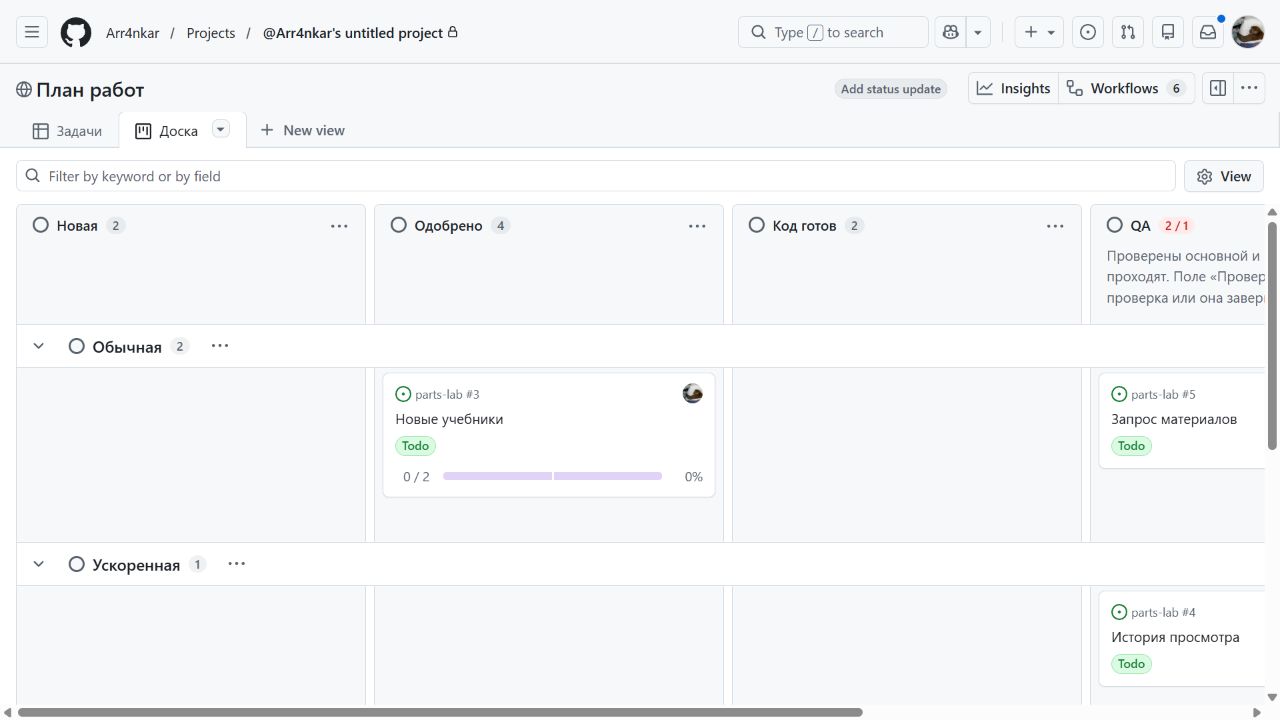 Arr4nkar / Projects / @Arr4nkar's untitled project
Type / to search
План работ
Add status update
Insights
Workflows 6
Задачи
Доска
New view
Filter by keyword or by field
View
Новая 2
Одобрено 4
Код готов 2
QA 2 / 1
Проверены основной и
проходят. Поле «Провер
проверка или она завер
Обычная 2
parts-lab #3
Новые учебники
Todo
0 / 2
0%
parts-lab #5
Запрос материалов
Todo
Ускоренная 1
parts-lab #4
История просмотра
Todo